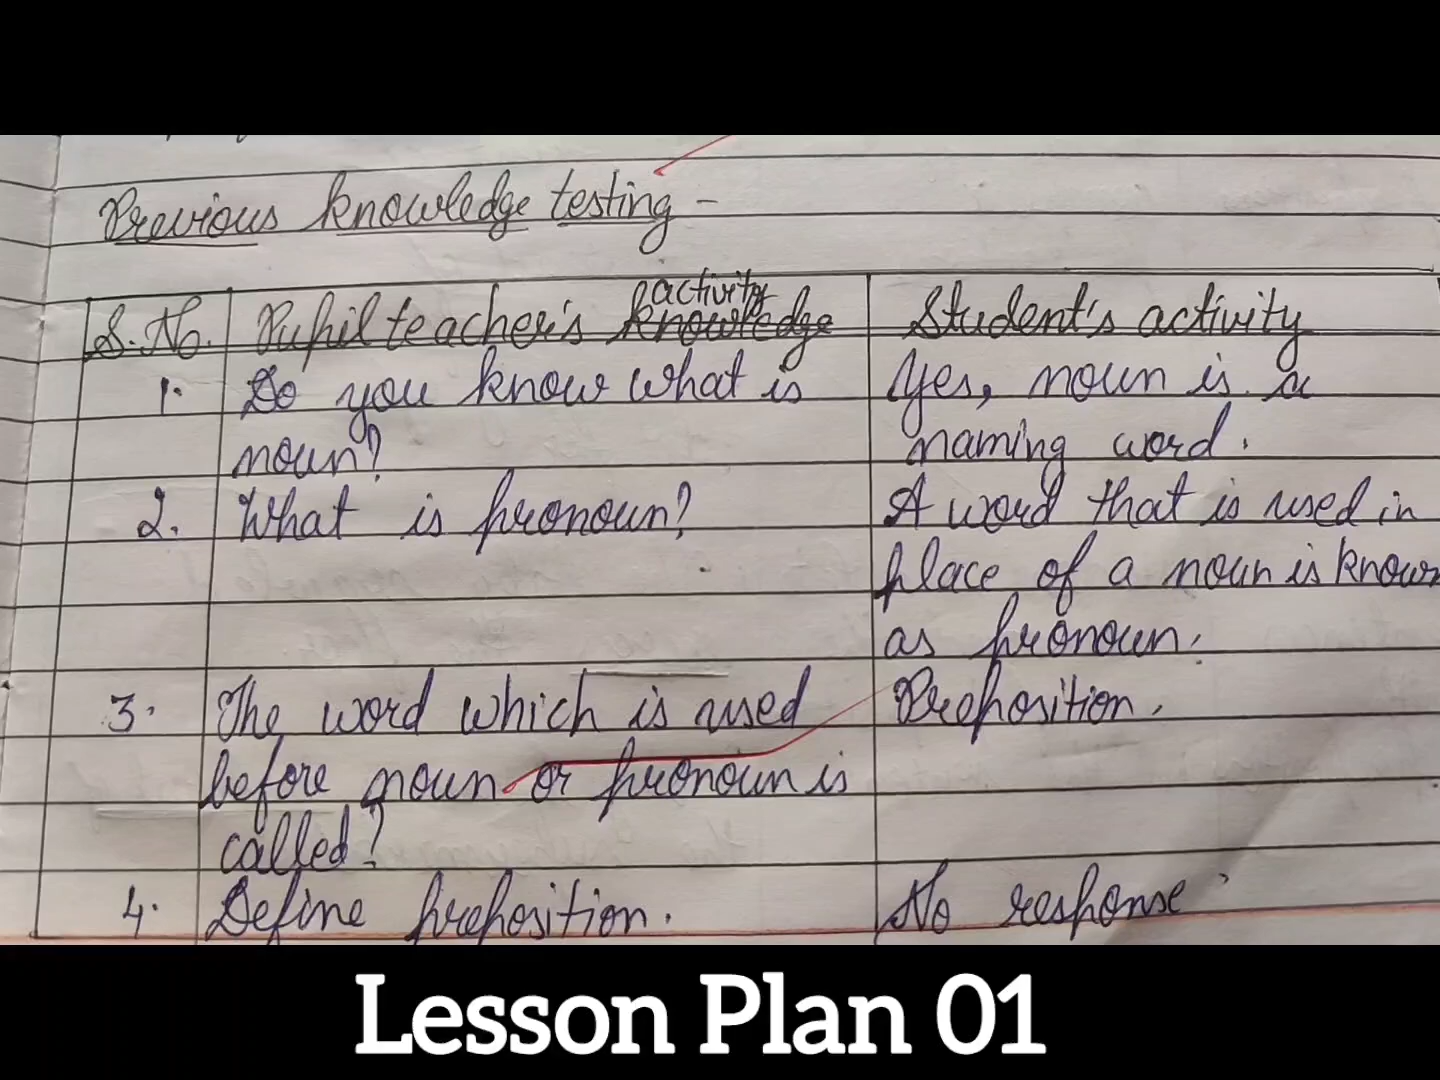 Previous knowledge testing -
S. No. Pupil teacher's knowledge activity Student's activity
1. Do you know what is Yes, noun is a
noun? naming word.
2. What is pronoun? A word that is used in
place of a noun is known
as pronoun.
3. The word which is used Preposition.
before noun or pronoun is
called?
4. Define preposition. No response
Lesson Plan 01